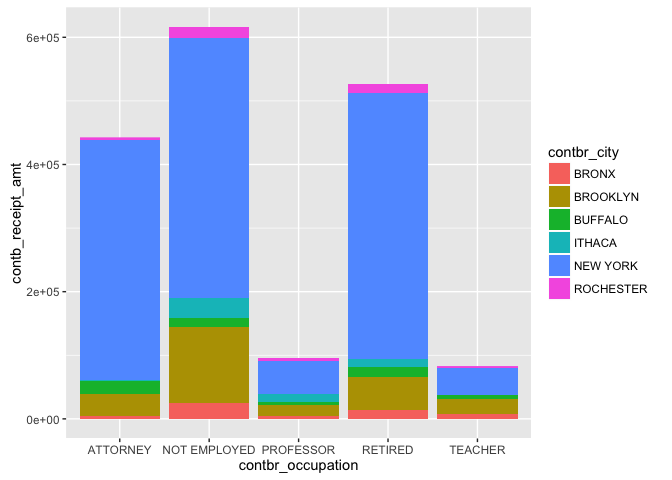 contb_receipt_amt
6e+05
4e+05
2e+05
0e+00
ATTORNEY NOT EMPLOYED PROFESSOR RETIRED TEACHER
contbr_occupation
contbr_city
BRONX
BROOKLYN
BUFFALO
ITHACA
NEW YORK
ROCHESTER